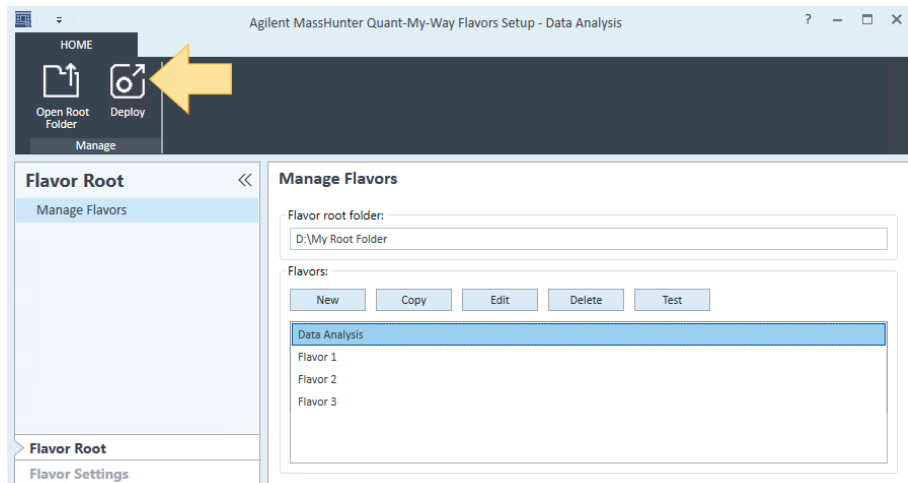 Agilent MassHunter Quant-My-Way Flavors Setup - Data Analysis
?
HOME
Open Root
Folder
Deploy
Manage
Flavor Root
Manage Flavors
Manage Flavors
Flavor root folder:
D:\My Root Folder
Flavors:
New Copy Edit Delete Test
Data Analysis
Flavor 1
Flavor 2
Flavor 3
Flavor Root
Flavor Settings